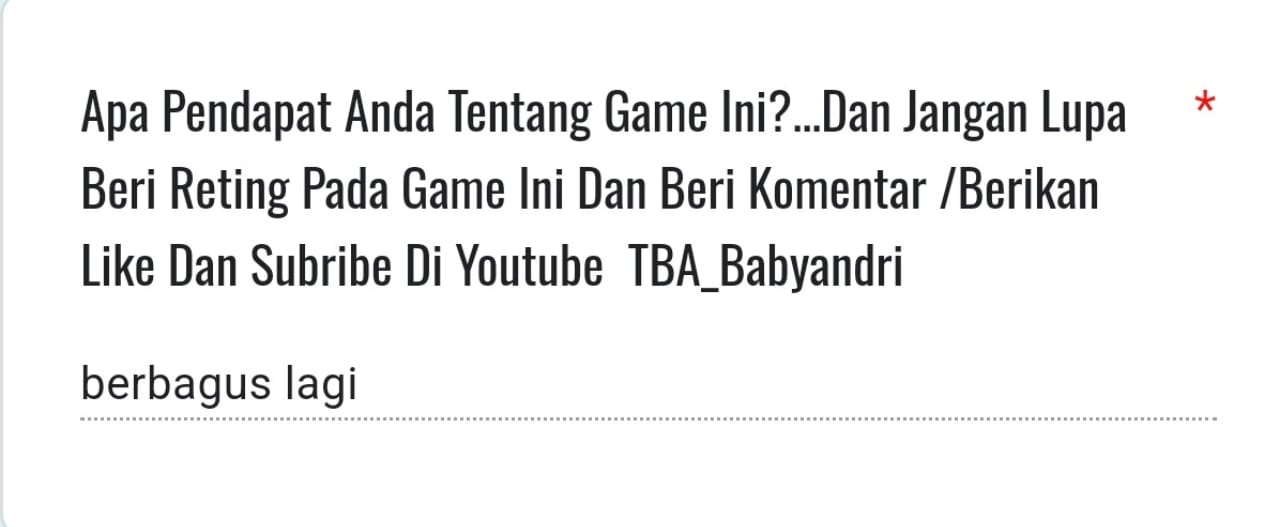 Apa Pendapat Anda Tentang Game Ini?...Dan Jangan Lupa *
Beri Reting Pada Game Ini Dan Beri Komentar /Berikan
Like Dan Subribe Di Youtube  TBA_Babyandri
berbagus lagi